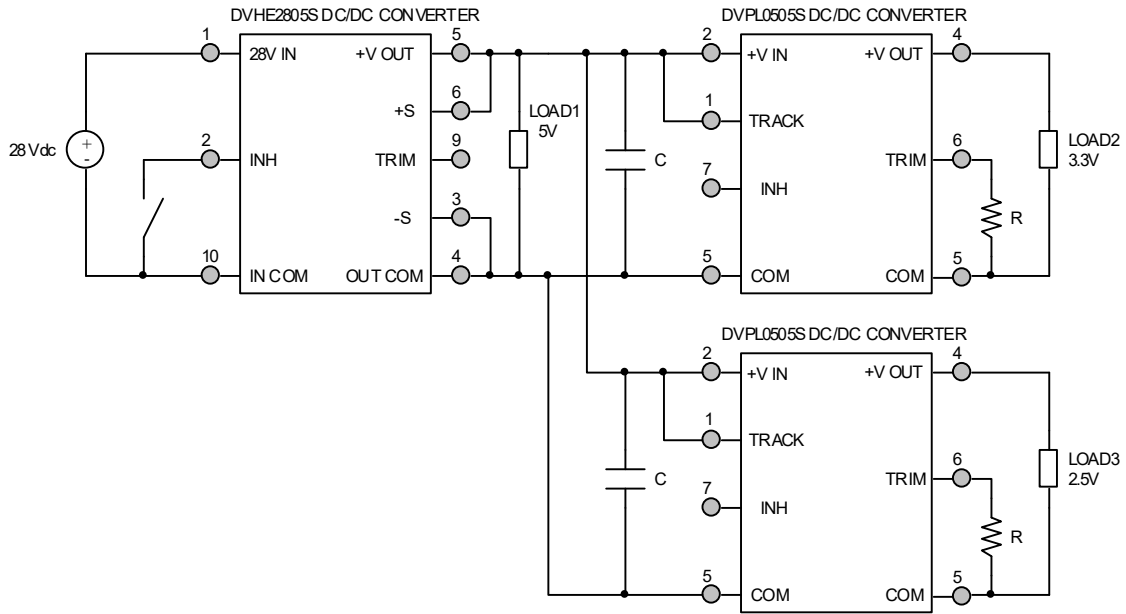 DVHE2805S DC/DC CONVERTER
1
28V IN
+V OUT
5
+S
6
2
INH
TRIM
9
-S
3
10
IN COM
OUT COM
4
28 Vdc
+
-
LOAD1
5V
C
DVPL0505S DC/DC CONVERTER
2
+V IN
+V OUT
4
1
TRACK
TRIM
6
7
INH
R
LOAD2
3.3V
5
COM
COM
5
C
DVPL0505S DC/DC CONVERTER
2
+V IN
+V OUT
4
1
TRACK
TRIM
6
7
INH
R
LOAD3
2.5V
5
COM
COM
5